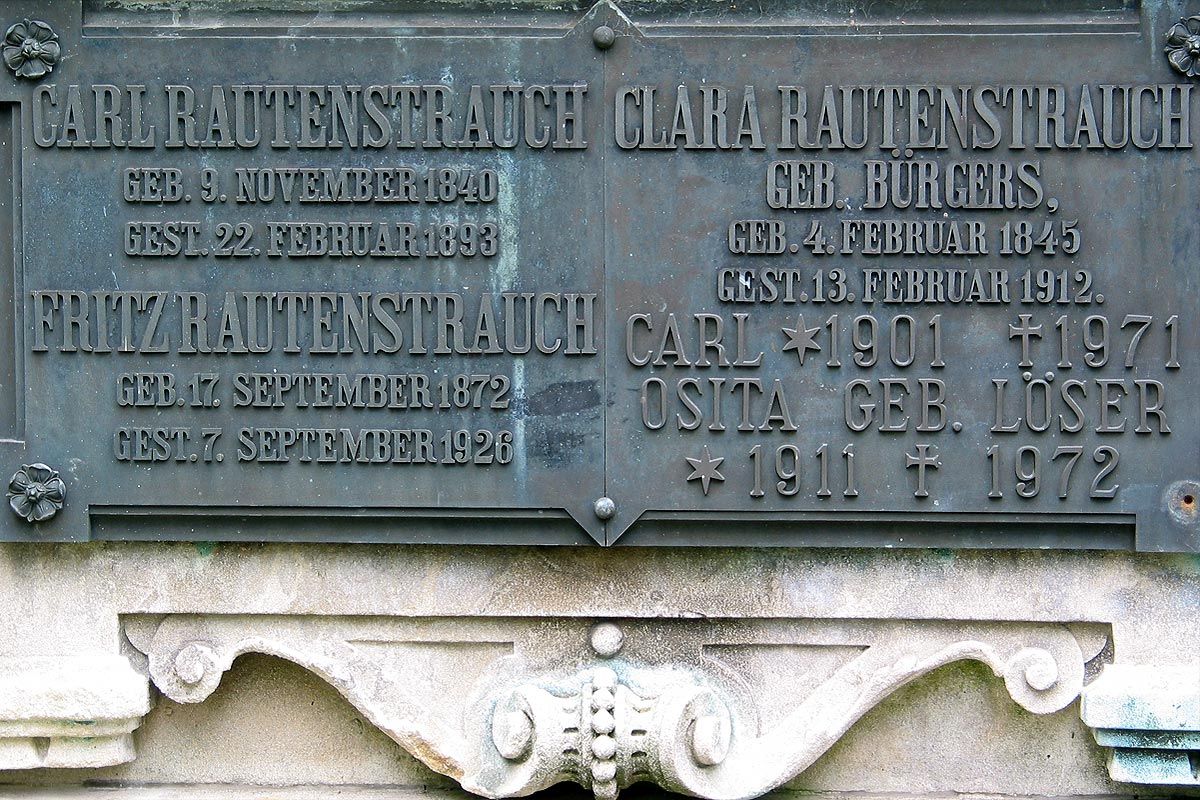 CARL RAUTENSTRAUCH
GEB. 9. NOVEMBER 1840
GEST. 22. FEBRUAR 1893
FRITZ RAUTENSTRAUCH
GEB. 17. SEPTEMBER 1872
GEST. 7. SEPTEMBER 1926
CLARA RAUTENSTRAUCH
GEB. BÜRGERS,
GEB. 4. FEBRUAR 1845
GEST. 13. FEBRUAR 1912.
CARL ✶ 1901 ✝ 1971
OSITA GEB. LÖSER
✶ 1911 ✝ 1972